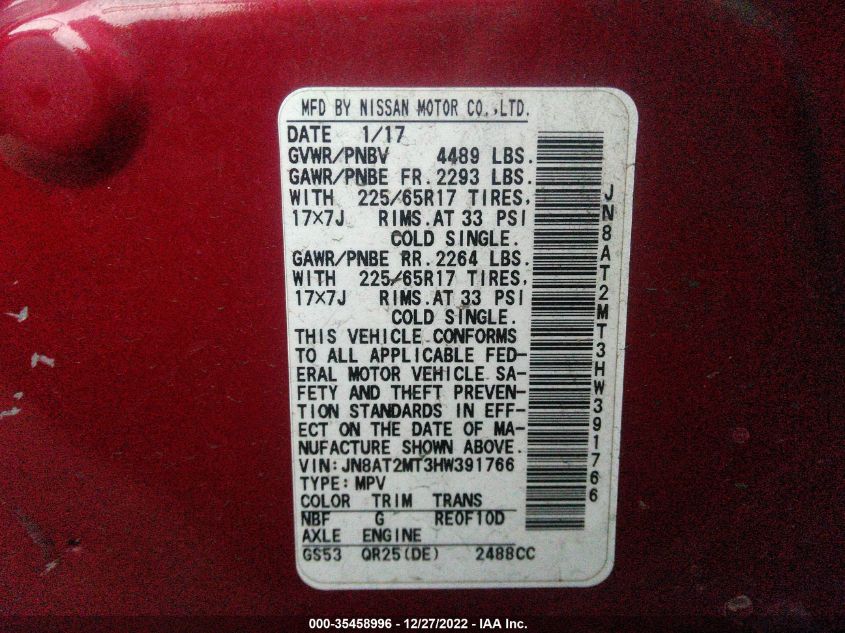 MFD BY NISSAN MOTOR CO.,LTD.
DATE 1/17
GVWR/PNBV 4489 LBS.
GAWR/PNBE FR.2293 LBS.
WITH 225/65R17 TIRES,
17×7J RIMS.AT 33 PSI
COLD SINGLE.
GAWR/PNBE RR.2264 LBS.
WITH 225/65R17 TIRES,
17×7J RIMS.AT 33 PSI
COLD SINGLE.
THIS VEHICLE CONFORMS
TO ALL APPLICABLE FED-
ERAL MOTOR VEHICLE SA-
FETY AND THEFT PREVEN-
TION STANDARDS IN EFF-
ECT ON THE DATE OF MA-
NUFACTURE SHOWN ABOVE.
VIN:JN8AT2MT3HW391766
TYPE:MPV
COLOR TRIM TRANS
NBF G RE0F10D
AXLE ENGINE
GS53 QR25(DE) 2488CC
JN8AT2MT3HW391766
000-35458996 - 12/27/2022 - IAA Inc.